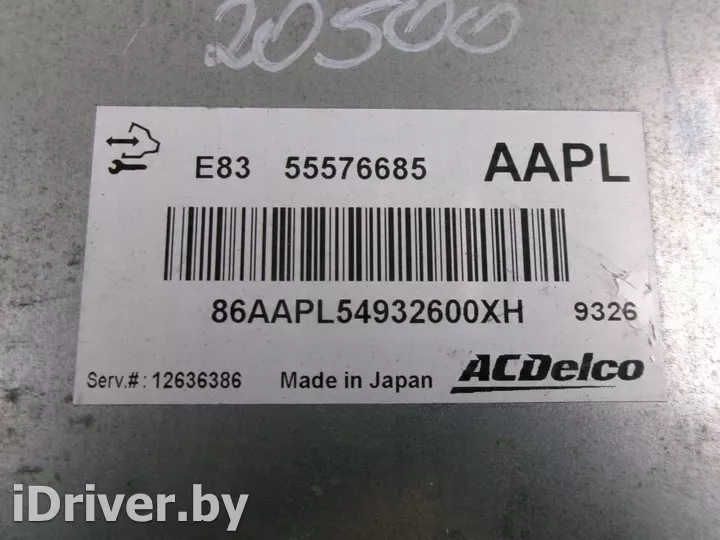 20500
E83 55576685 AAPL
86AAPL54932600XH 9326
Serv.#: 12636386 Made in Japan ACDelco
iDriver.by